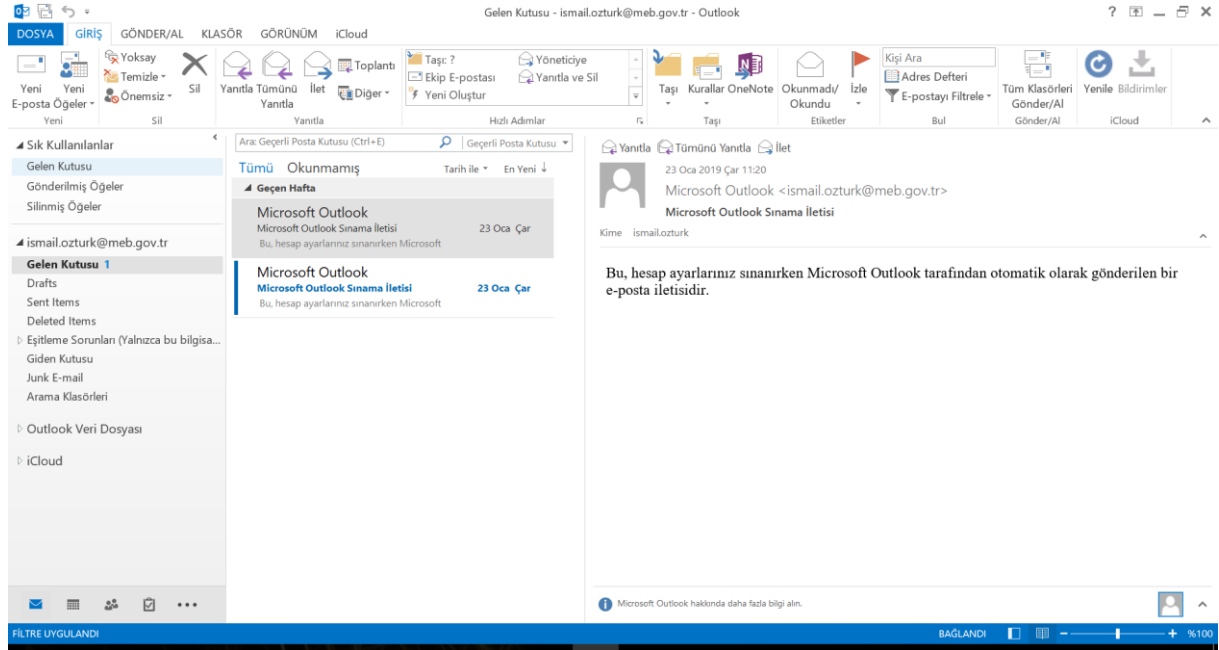 Gelen Kutusu - ismail.ozturk@meb.gov.tr - Outlook
DOSYA GİRİŞ GÖNDER/AL KLASÖR GÖRÜNÜM iCloud
Yeni E-posta
Yeni Öğeler
Yeni
Yoksay
Temizle
Önemsiz
Sil
Sil
Yanıtla
Tümünü Yanıtla
İlet
Toplantı
Diğer
Yanıtla
Taşı: ?
Ekip E-postası
Yeni Oluştur
Yöneticiye
Yanıtla ve Sil
Hızlı Adımlar
Taşı
Kurallar
OneNote
Taşı
Okunmadı/ Okundu
İzle
Etiketler
Kişi Ara
Adres Defteri
E-postayı Filtrele
Bul
Tüm Klasörleri Gönder/Al
Gönder/Al
Yenile
Bildirimler
iCloud
Sık Kullanılanlar
Gelen Kutusu
Gönderilmiş Öğeler
Silinmiş Öğeler
ismail.ozturk@meb.gov.tr
Gelen Kutusu 1
Drafts
Sent Items
Deleted Items
Eşitleme Sorunları (Yalnızca bu bilgisa...
Giden Kutusu
Junk E-mail
Arama Klasörleri
Outlook Veri Dosyası
iCloud
Ara: Geçerli Posta Kutusu (Ctrl+E) Geçerli Posta Kutusu
Tümü Okunmamış Tarih ile En Yeni ↓
Geçen Hafta
Microsoft Outlook
Microsoft Outlook Sınama İletisi 23 Oca Çar
Bu, hesap ayarlarınız sınanırken Microsoft
Microsoft Outlook
Microsoft Outlook Sınama İletisi 23 Oca Çar
Bu, hesap ayarlarınız sınanırken Microsoft
Yanıtla Tümünü Yanıtla İlet
23 Oca 2019 Çar 11:20
Microsoft Outlook <ismail.ozturk@meb.gov.tr>
Microsoft Outlook Sınama İletisi
Kime ismail.ozturk
Bu, hesap ayarlarınız sınanırken Microsoft Outlook tarafından otomatik olarak gönderilen bir
e-posta iletisidir.
Microsoft Outlook hakkında daha fazla bilgi alın.
FİLTRE UYGULANDI BAĞLANDI %100